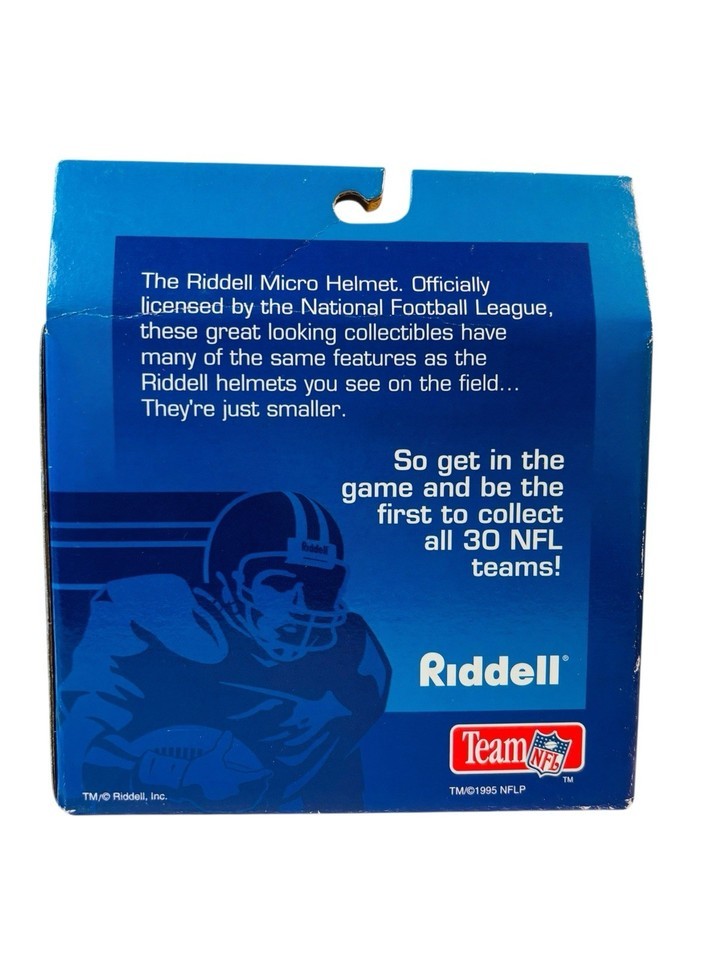 The Riddell Micro Helmet. Officially
licensed by the National Football League,
these great looking collectibles have
many of the same features as the
Riddell helmets you see on the field...
They're just smaller.
So get in the
game and be the
first to collect
all 30 NFL
teams!
Riddell
Riddell®
Team NFL™
TM/© Riddell, Inc.
TM/©1995 NFLP